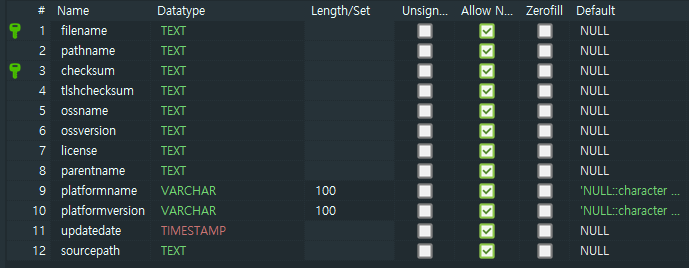 # Name Datatype Length/Set Unsign... Allow N... Zerofill Default
1 filename TEXT NULL
2 pathname TEXT NULL
3 checksum TEXT NULL
4 tlshchecksum TEXT NULL
5 ossname TEXT NULL
6 ossversion TEXT NULL
7 license TEXT NULL
8 parentname TEXT NULL
9 platformname VARCHAR 100 'NULL::character ...
10 platformversion VARCHAR 100 'NULL::character ...
11 updatedate TIMESTAMP NULL
12 sourcepath TEXT NULL